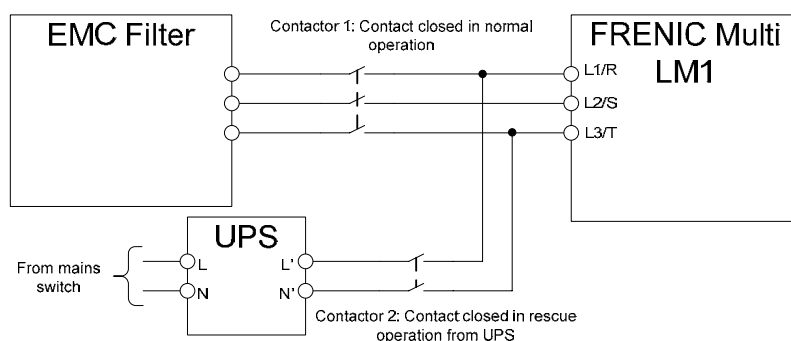 EMC Filter
Contactor 1: Contact closed in normal
operation
FRENIC Multi
LM1
L1/R
L2/S
L3/T
UPS
From mains
switch
L
N
L'
N'
Contactor 2: Contact closed in rescue
operation from UPS